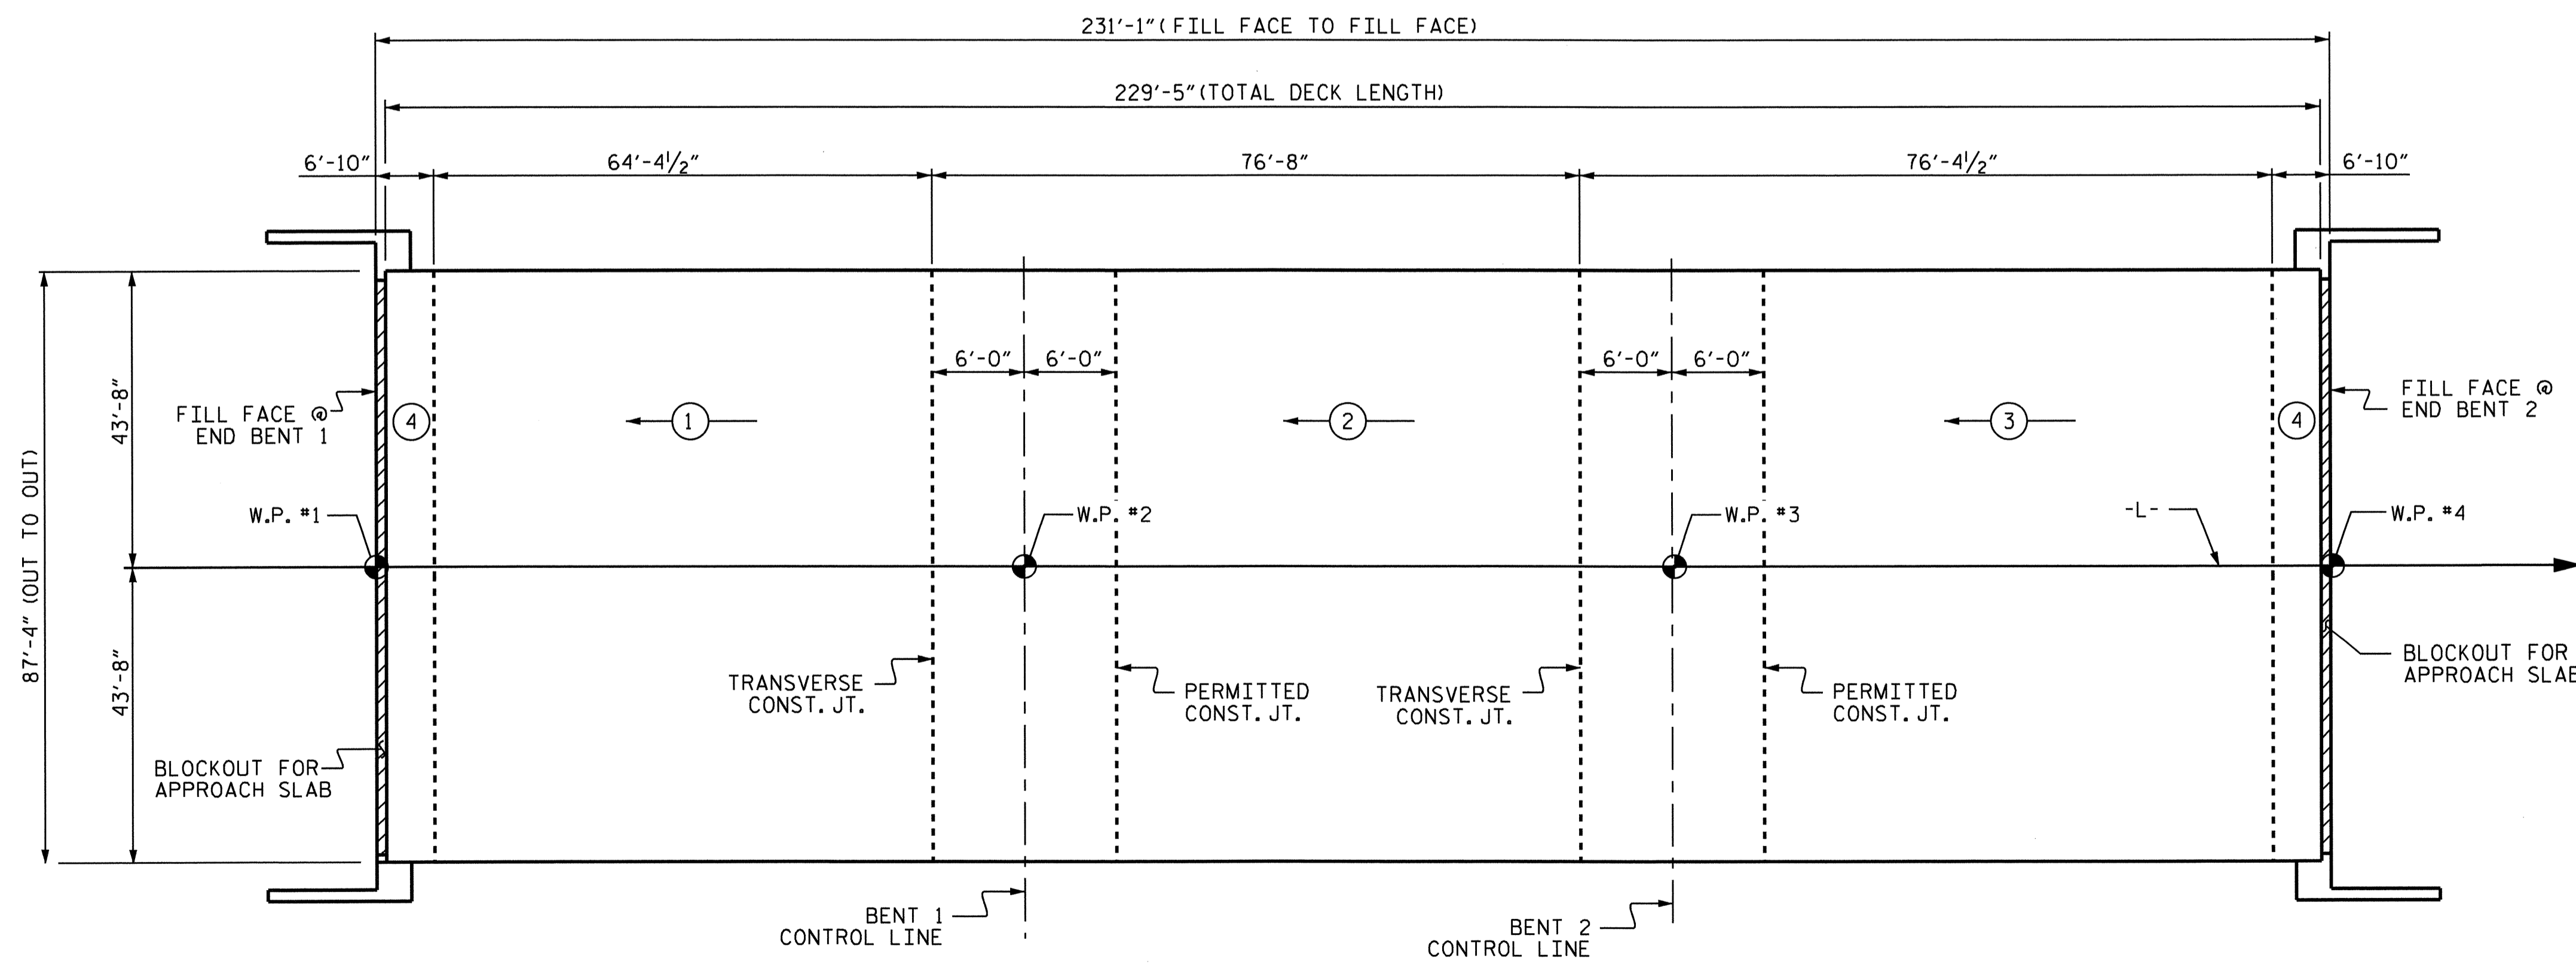 231'-1" (FILL FACE TO FILL FACE)
229'-5" (TOTAL DECK LENGTH)
6'-10"
64'-4½"
76'-8"
76'-4½"
6'-10"
6'-0"
6'-0"
6'-0"
6'-0"
87'-4" (OUT TO OUT)
43'-8"
43'-8"
FILL FACE @
END BENT 1
4
1
2
3
4
FILL FACE @
END BENT 2
W.P. #1
W.P. #2
W.P. #3
-L-
W.P. #4
TRANSVERSE
CONST. JT.
PERMITTED
CONST. JT.
TRANSVERSE
CONST. JT.
PERMITTED
CONST. JT.
BLOCKOUT FOR
APPROACH SLAB
BLOCKOUT FOR
APPROACH SLAB
BENT 1
CONTROL LINE
BENT 2
CONTROL LINE